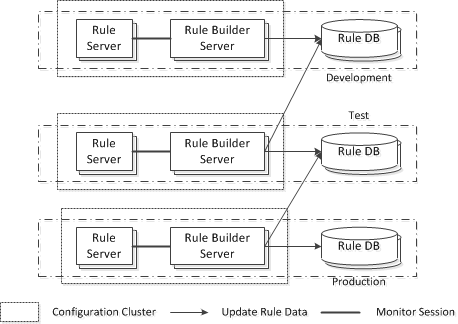 Rule
Server
Rule Builder
Server
Rule DB
Development
Test
Rule
Server
Rule Builder
Server
Rule DB
Rule
Server
Rule Builder
Server
Rule DB
Production
Configuration Cluster
Update Rule Data
Monitor Session